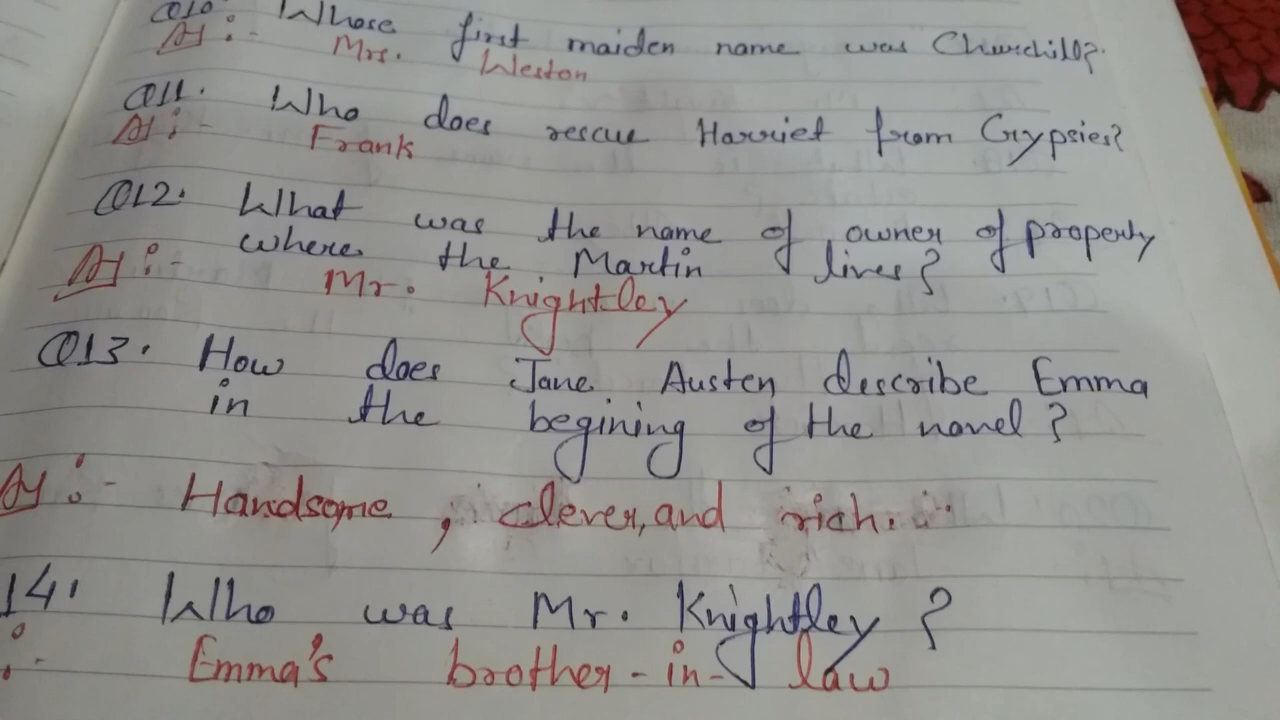 Q10. Whose first maiden name was Churchill?
A:- Mrs. Weston
Q11. Who does rescue Harriet from Gypsies?
A:- Frank
Q12. What was the name of owner of property
where the Martin lives?
A:- Mr. Knightley
Q13. How does Jane Austen describe Emma
in the begining of the novel?
A:- Handsome, clever, and rich.
14. Who was Mr. Knightley?
:- Emma's brother-in-law